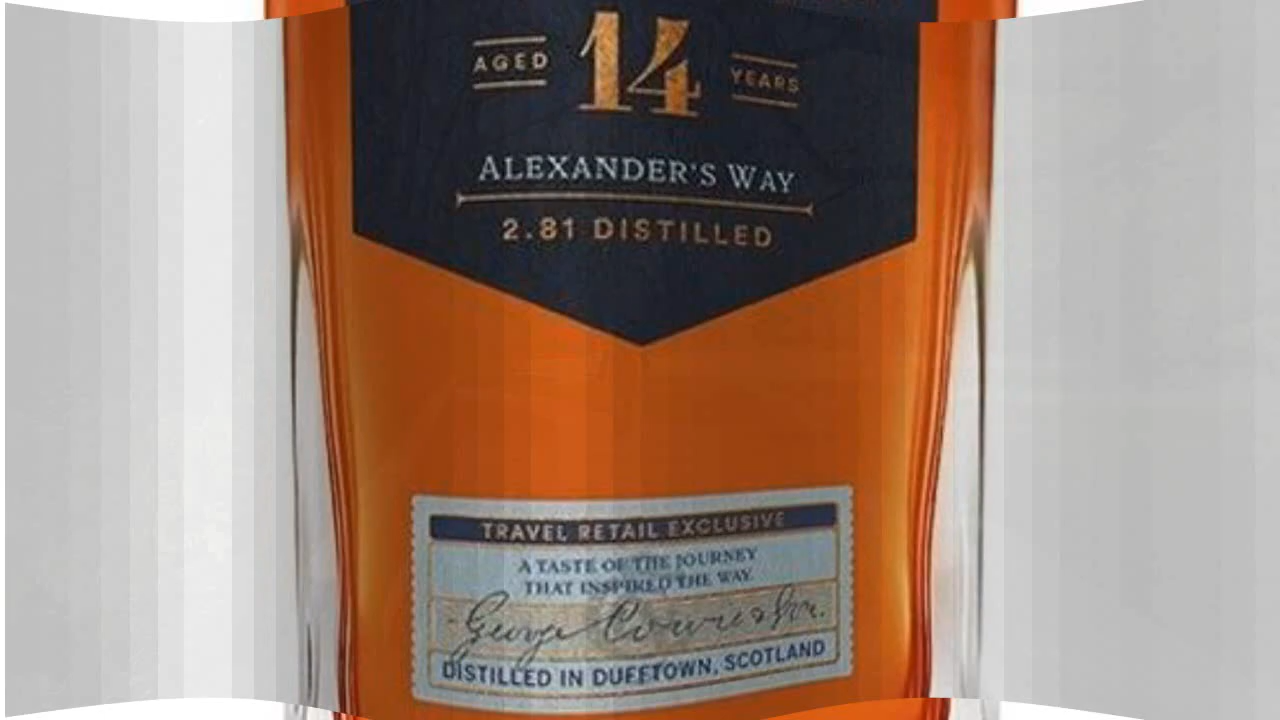 AGED 14 YEARS
ALEXANDER'S WAY
2.81 DISTILLED
TRAVEL RETAIL EXCLUSIVE
A TASTE OF THE JOURNEY
THAT INSPIRED THE WAY
George Cowie & Son.
DISTILLED IN DUFFTOWN, SCOTLAND